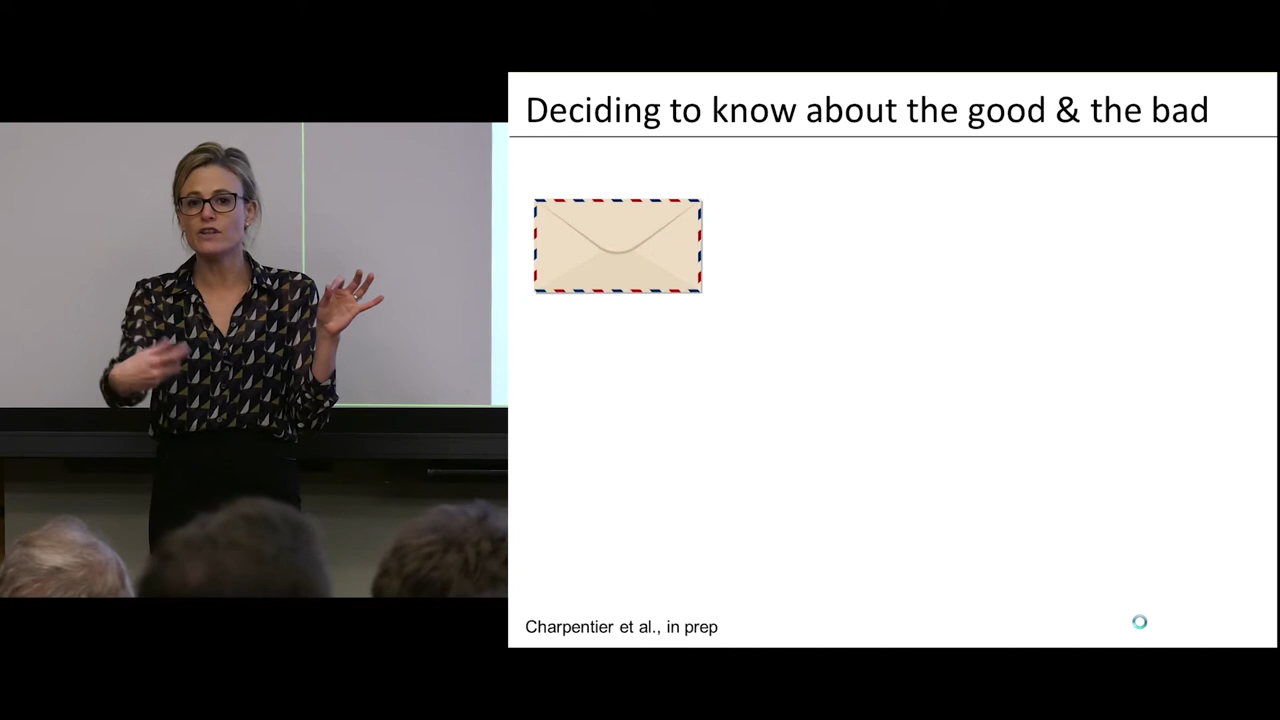 Deciding to know about the good & the bad
Charpentier et al., in prep